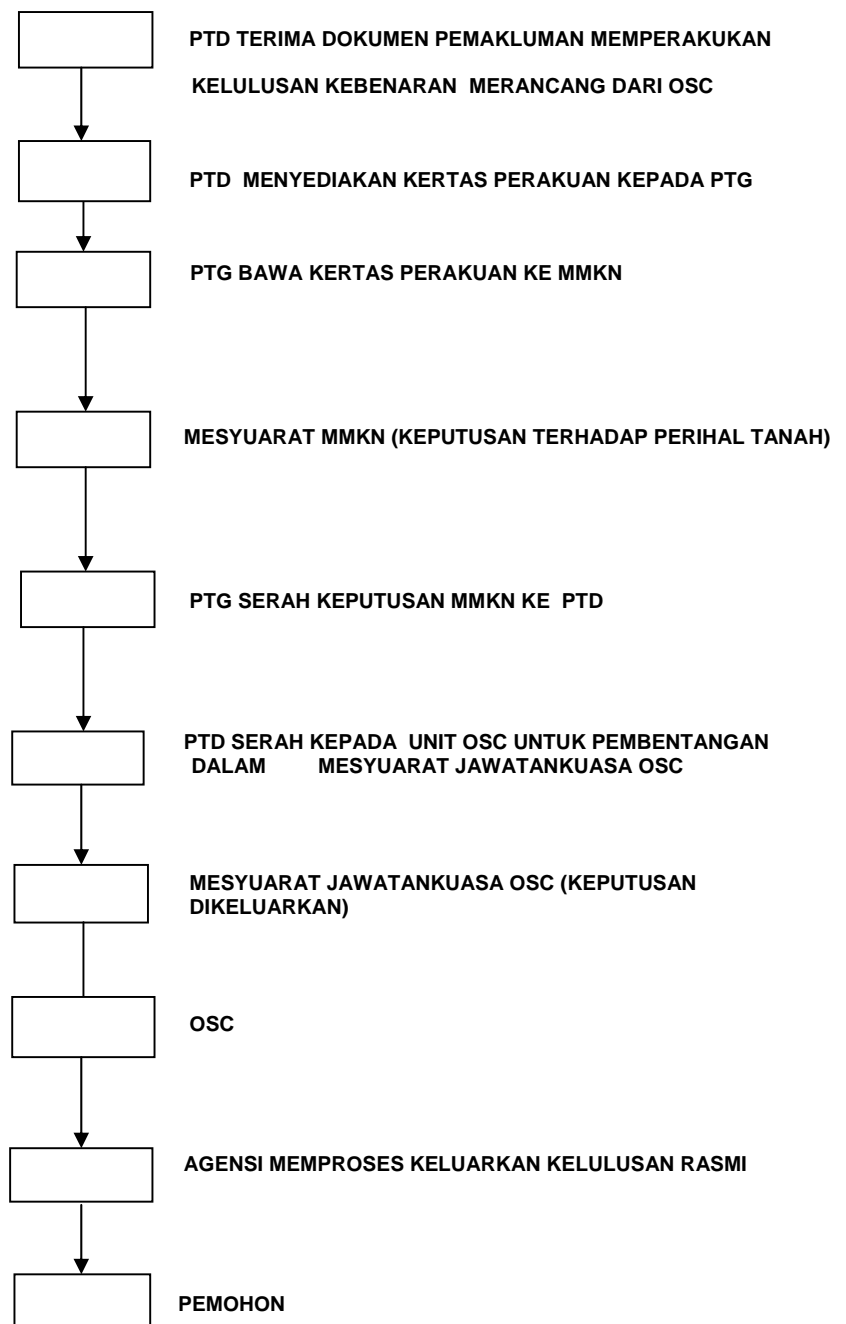 PTD TERIMA DOKUMEN PEMAKLUMAN MEMPERAKUKAN
KELULUSAN KEBENARAN MERANCANG DARI OSC
PTD MENYEDIAKAN KERTAS PERAKUAN KEPADA PTG
PTG BAWA KERTAS PERAKUAN KE MMKN
MESYUARAT MMKN (KEPUTUSAN TERHADAP PERIHAL TANAH)
PTG SERAH KEPUTUSAN MMKN KE PTD
PTD SERAH KEPADA UNIT OSC UNTUK PEMBENTANGAN
DALAM MESYUARAT JAWATANKUASA OSC
MESYUARAT JAWATANKUASA OSC (KEPUTUSAN
DIKELUARKAN)
OSC
AGENSI MEMPROSES KELUARKAN KELULUSAN RASMI
PEMOHON